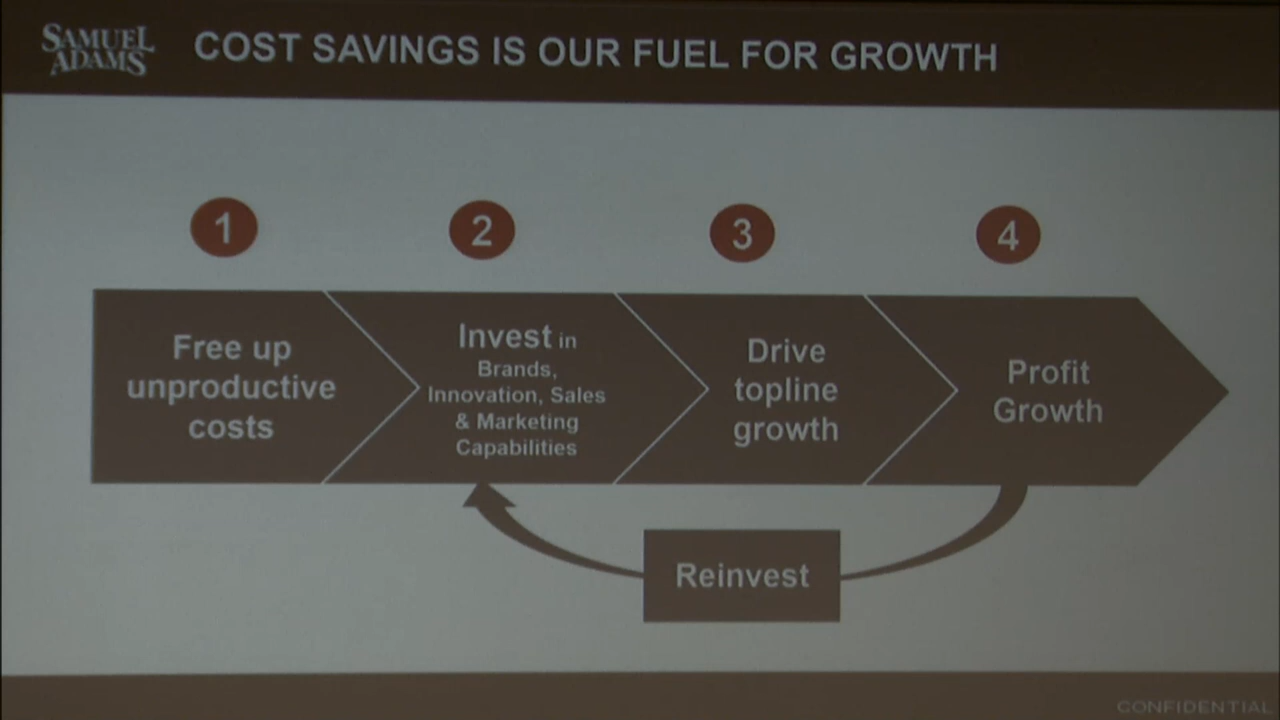 SAMUEL
ADAMS
COST SAVINGS IS OUR FUEL FOR GROWTH
1
2
3
4
Free up
unproductive
costs
Invest in
Brands,
Innovation, Sales
& Marketing
Capabilities
Drive
topline
growth
Profit
Growth
Reinvest
CONFIDENTIAL